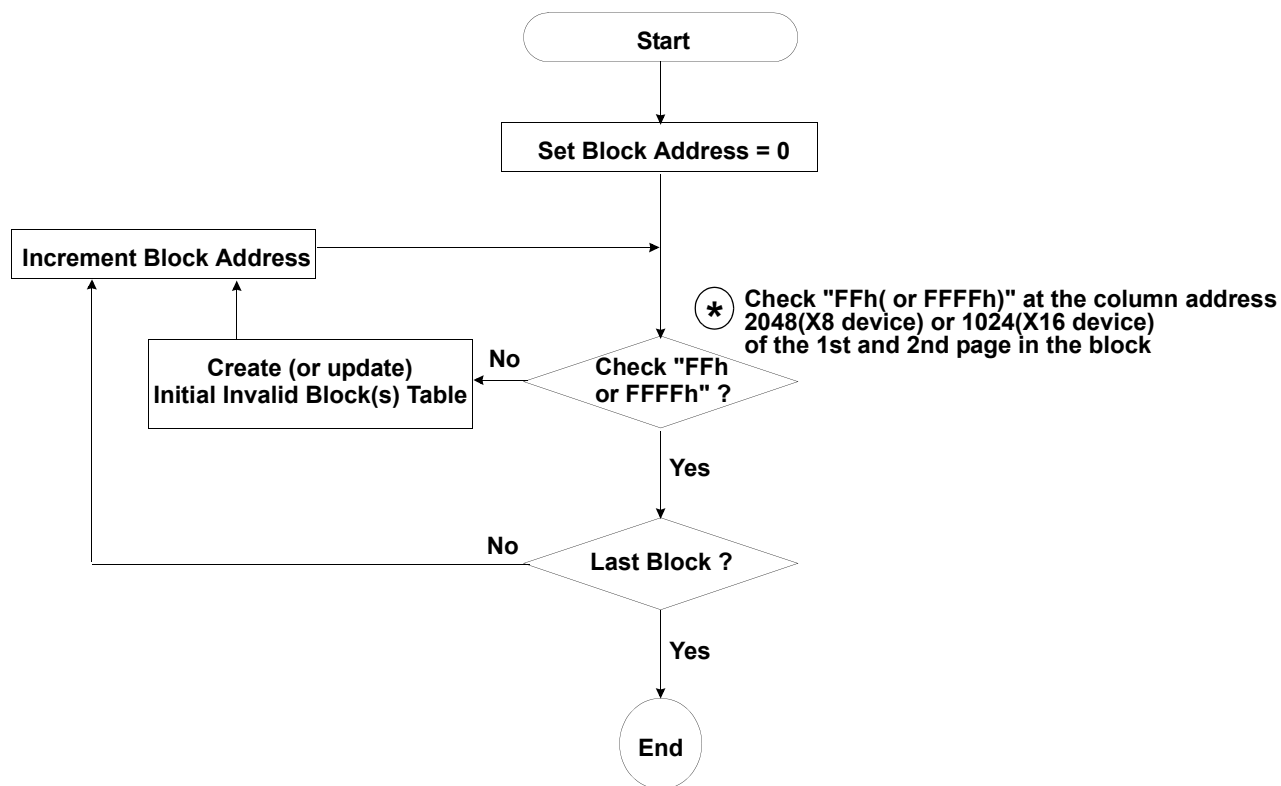 Start
Set Block Address = 0
Increment Block Address
* Check "FFh( or FFFFh)" at the column address
2048(X8 device) or 1024(X16 device)
of the 1st and 2nd page in the block
No
Create (or update)
Initial Invalid Block(s) Table
Check "FFh
or FFFFh" ?
Yes
No
Last Block ?
Yes
End